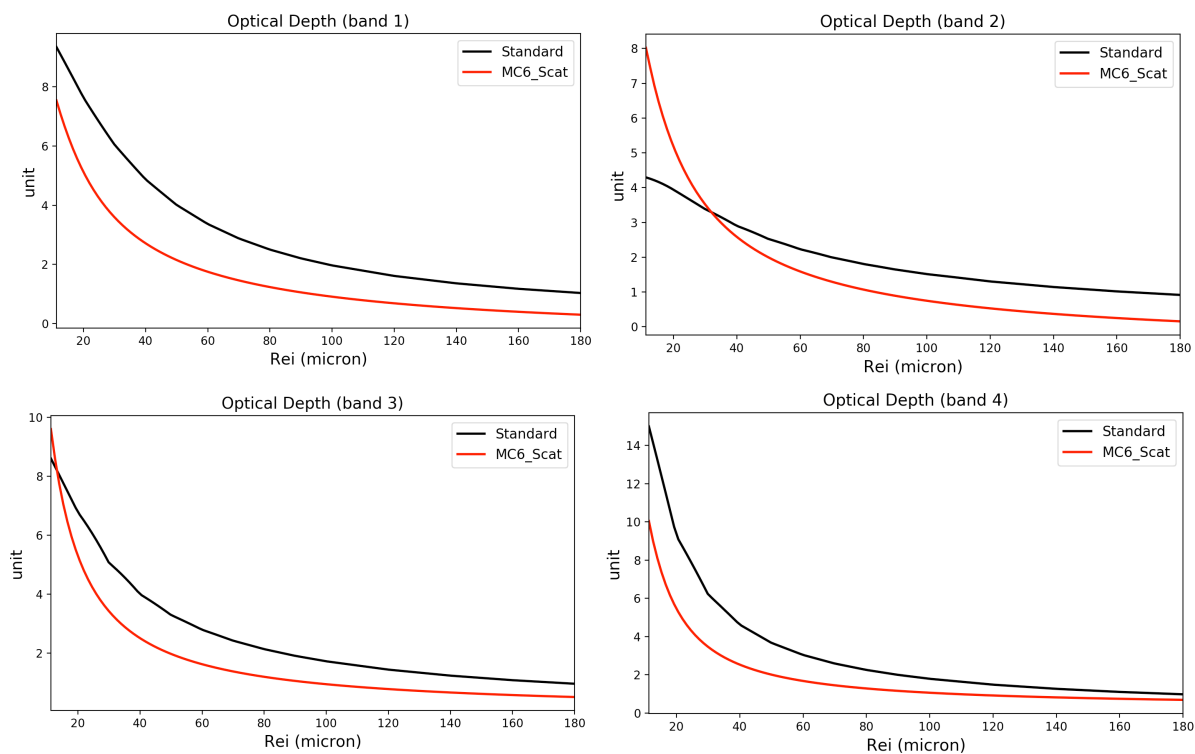 Optical Depth (band 1)
Standard
MC6_Scat
8
6
4
2
0
unit
20 40 60 80 100 120 140 160 180
Rei (micron)
Optical Depth (band 2)
Standard
MC6_Scat
8
7
6
5
4
3
2
1
0
unit
20 40 60 80 100 120 140 160 180
Rei (micron)
Optical Depth (band 3)
Standard
MC6_Scat
10
8
6
4
2
unit
20 40 60 80 100 120 140 160 180
Rei (micron)
Optical Depth (band 4)
Standard
MC6_Scat
14
12
10
8
6
4
2
0
unit
20 40 60 80 100 120 140 160 180
Rei (micron)